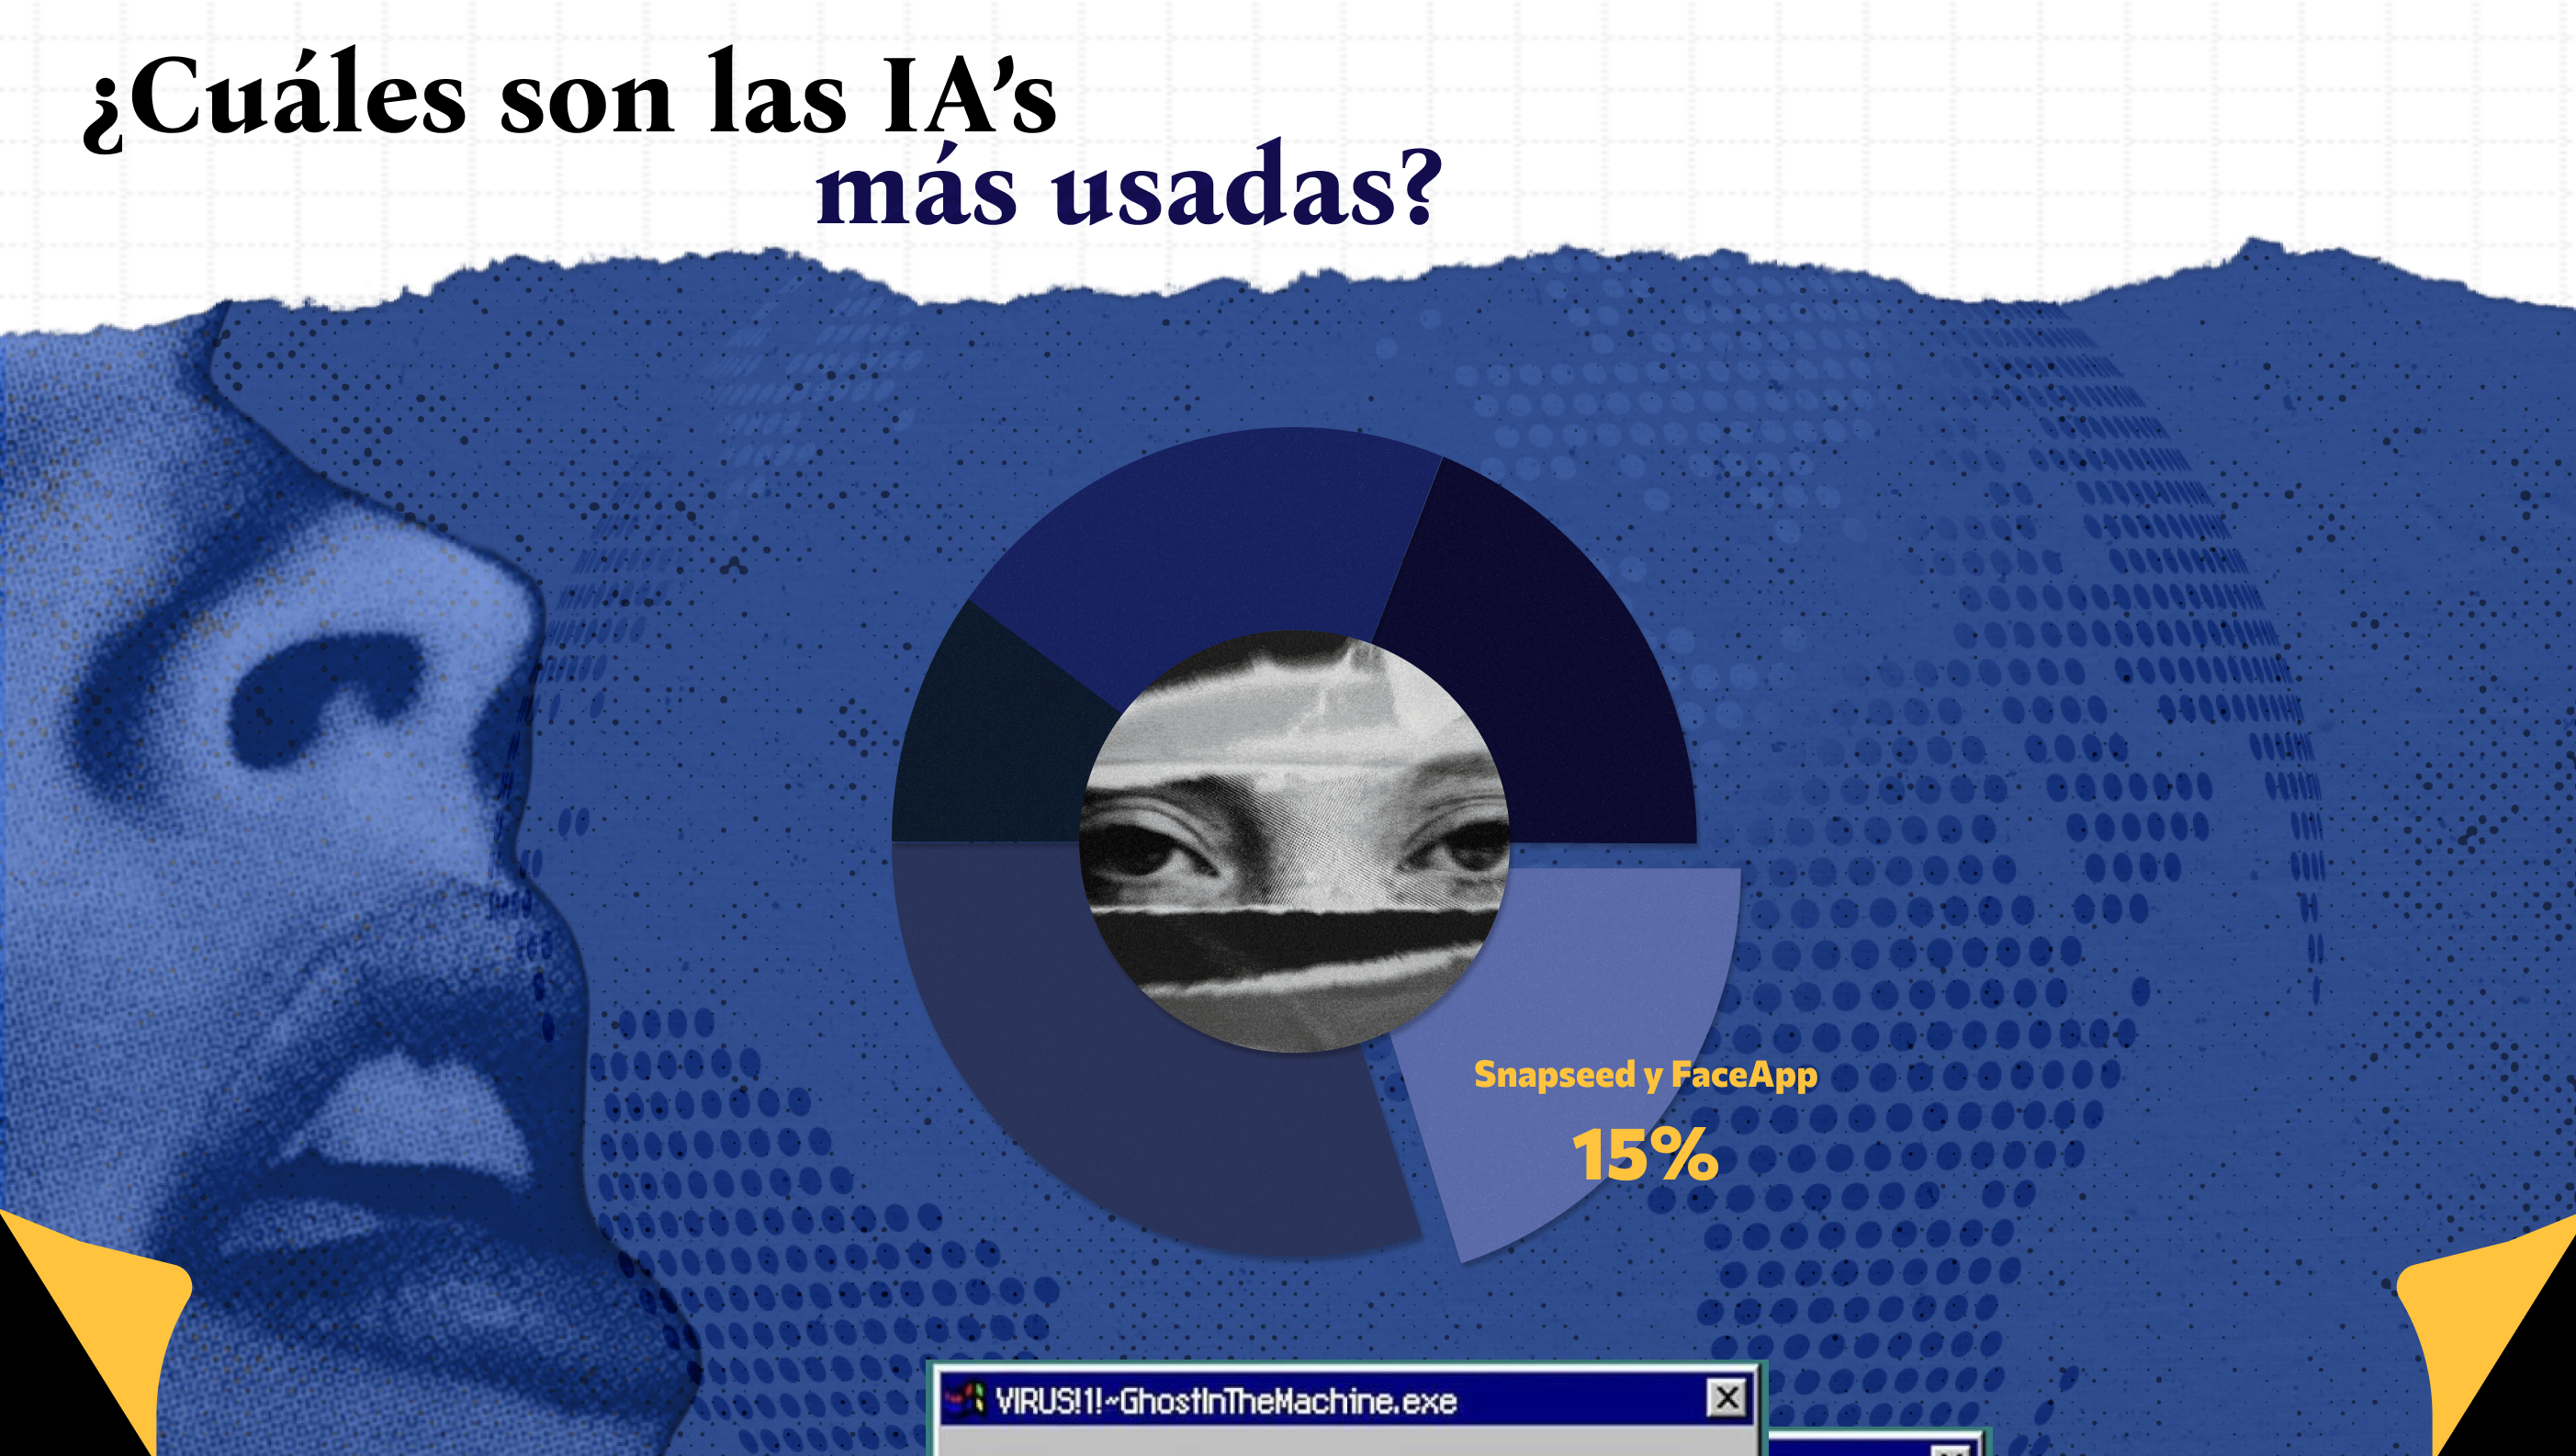 ¿Cuáles son las IA’s
más usadas?
Snapseed y FaceApp
15%
VIRUS!1!~GhostInTheMachine.exe